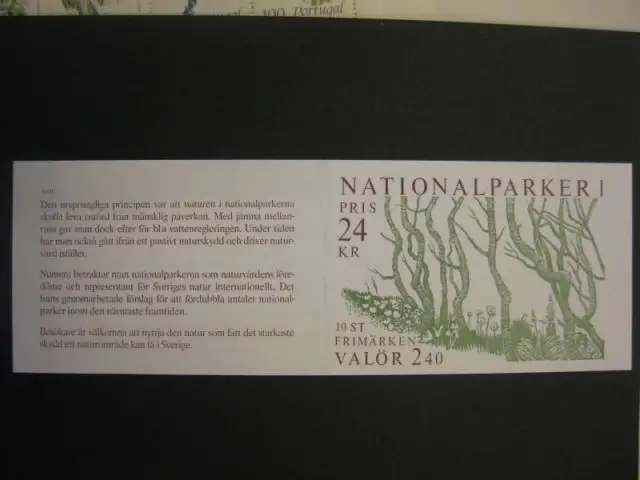 100 Portugal
Den ursprungliga principen var att naturen i nationalparkerna
skulle leva ostörd från mänsklig påverkan. Med jämna mellan-
rum gav man dock efter för bl a vattenregleringen. Under tiden
har man också gått ifrån ett passivt naturskydd och driver natur-
vård istället.
Numera betraktar man nationalparkerna som naturvårdens före-
döme och representant för Sveriges natur internationellt. Det
finns genomarbetade förslag för att fördubbla antalet national-
parker inom den närmaste framtiden.
Besökare är välkomna att nyttja den natur som fått det starkaste
skydd ett naturområde kan få i Sverige.
NATIONALPARKER I
PRIS
24
KR
10 ST
FRIMÄRKEN
VALÖR 2 40